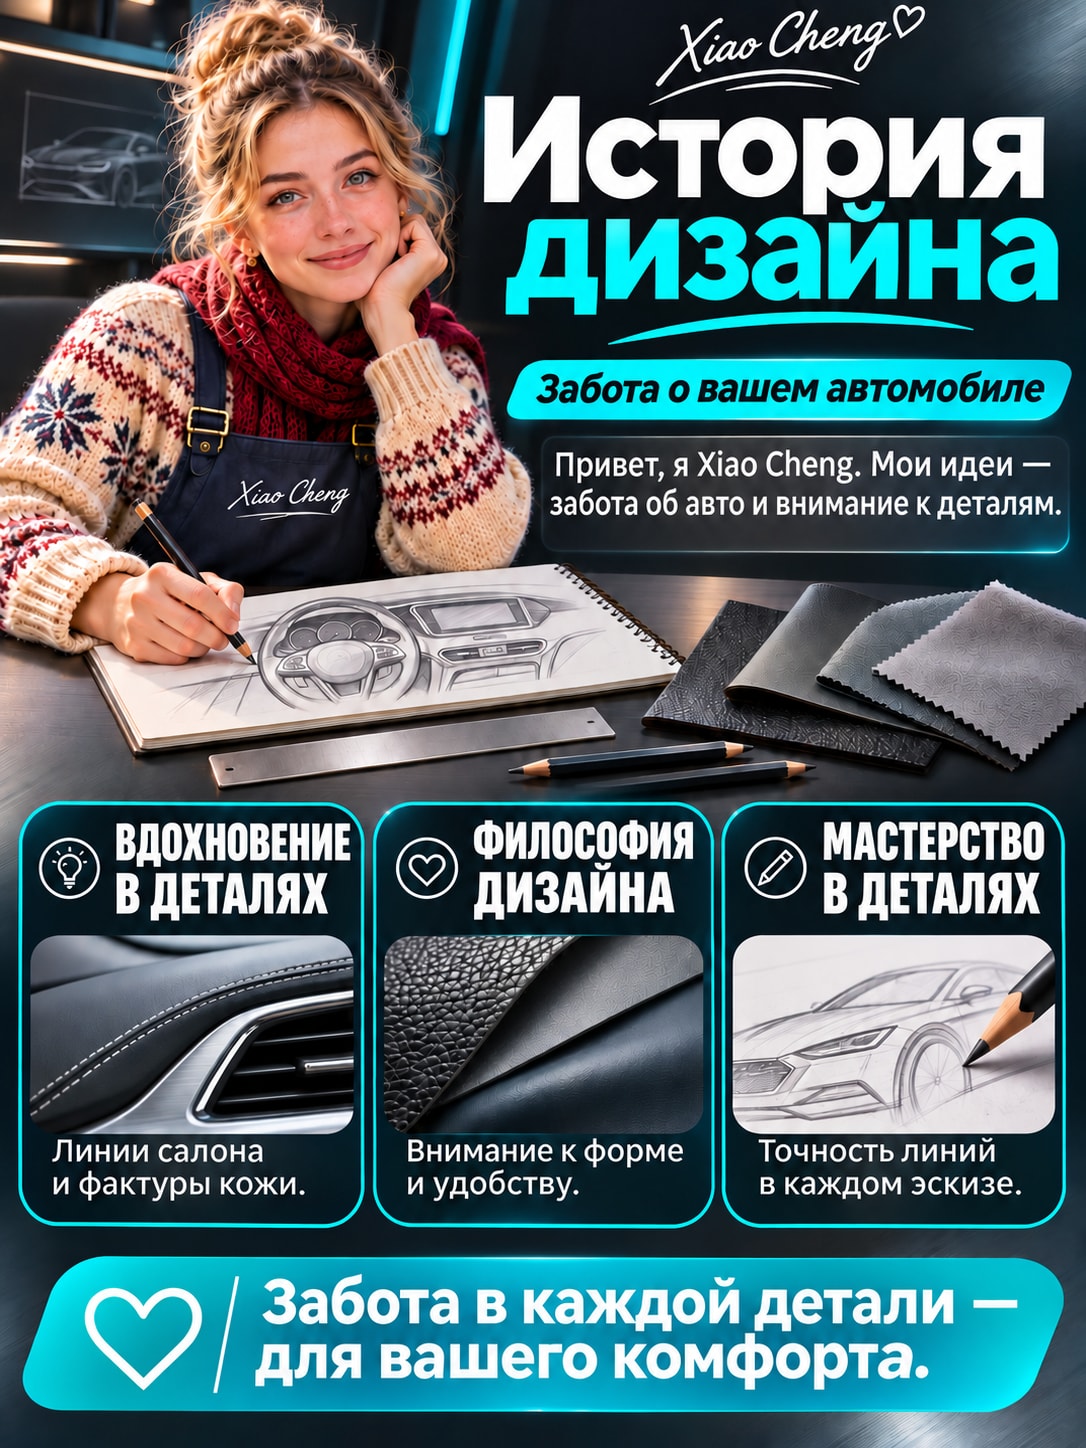 Xiao Cheng
История
дизайна
Забота о вашем автомобиле
Привет, я Xiao Cheng. Мои идеи —
забота об авто и внимание к деталям.
Xiao Cheng
ВДОХНОВЕНИЕ
В ДЕТАЛЯХ
Линии салона
и фактуры кожи.
ФИЛОСОФИЯ
ДИЗАЙНА
Внимание к форме
и удобству.
МАСТЕРСТВО
В ДЕТАЛЯХ
Точность линий
в каждом эскизе.
Забота в каждой детали —
для вашего комфорта.